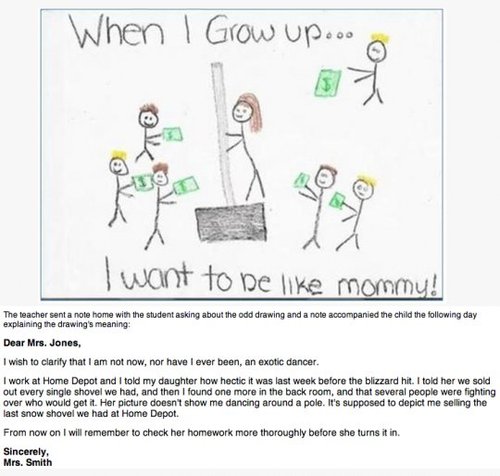 When I Grow up...
$
$
$
$
$
$
I want to be like mommy!
The teacher sent a note home with the student asking about the odd drawing and a note accompanied the child the following day
explaining the drawing's meaning:
Dear Mrs. Jones,
I wish to clarify that I am not now, nor have I ever been, an exotic dancer.
I work at Home Depot and I told my daughter how hectic it was last week before the blizzard hit. I told her we sold
out every single shovel we had, and then I found one more in the back room, and that several people were fighting
over who would get it. Her picture doesn't show me dancing around a pole. It's supposed to depict me selling the
last snow shovel we had at Home Depot.
From now on I will remember to check her homework more thoroughly before she turns it in.
Sincerely,
Mrs. Smith